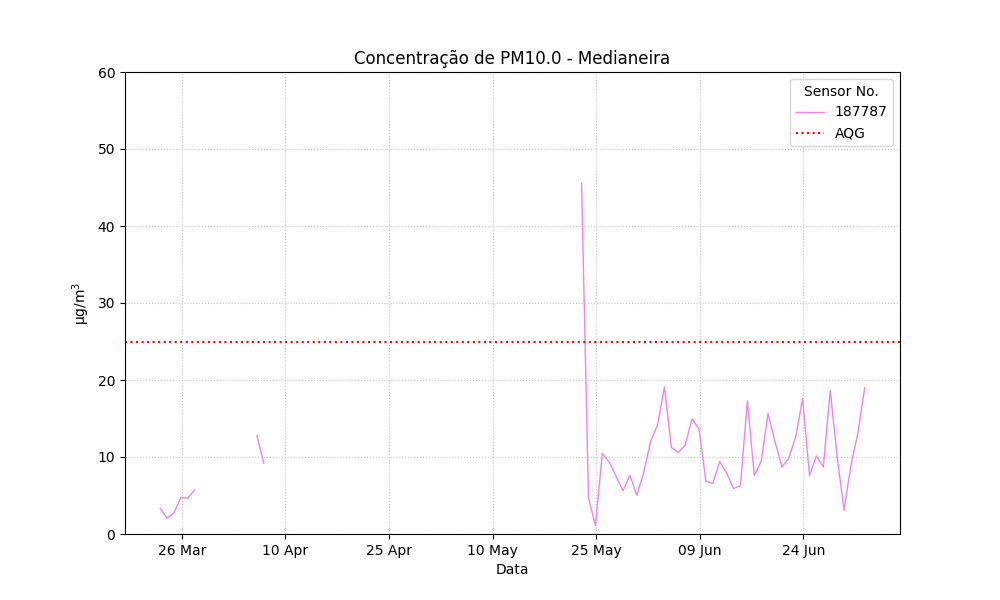 Concentração de PM10.0 - Medianeira
Sensor No.
187787
AQG
µg/m³
60
50
40
30
20
10
0
26 Mar
10 Apr
25 Apr
10 May
25 May
09 Jun
24 Jun
Data